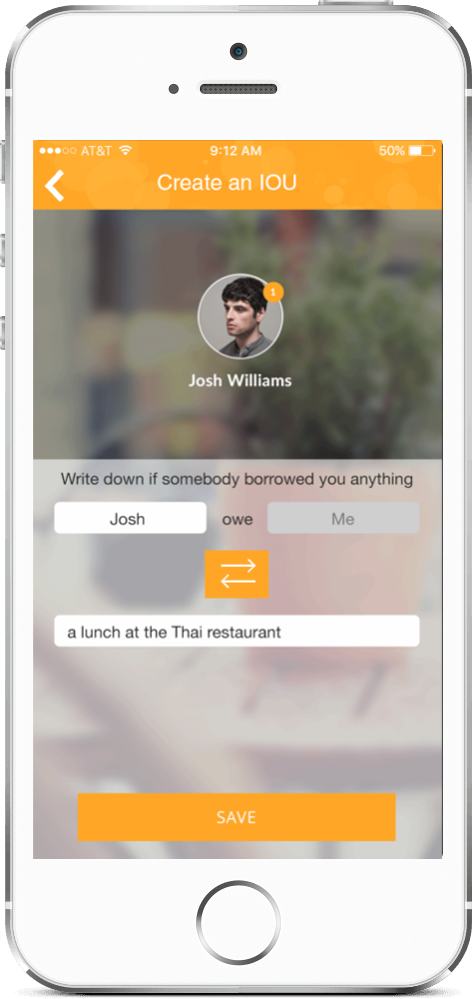 ●●●○○ AT&T 9:12 AM 50%
Create an IOU
1
Josh Williams
Write down if somebody borrowed you anything
Josh owe Me
a lunch at the Thai restaurant
SAVE